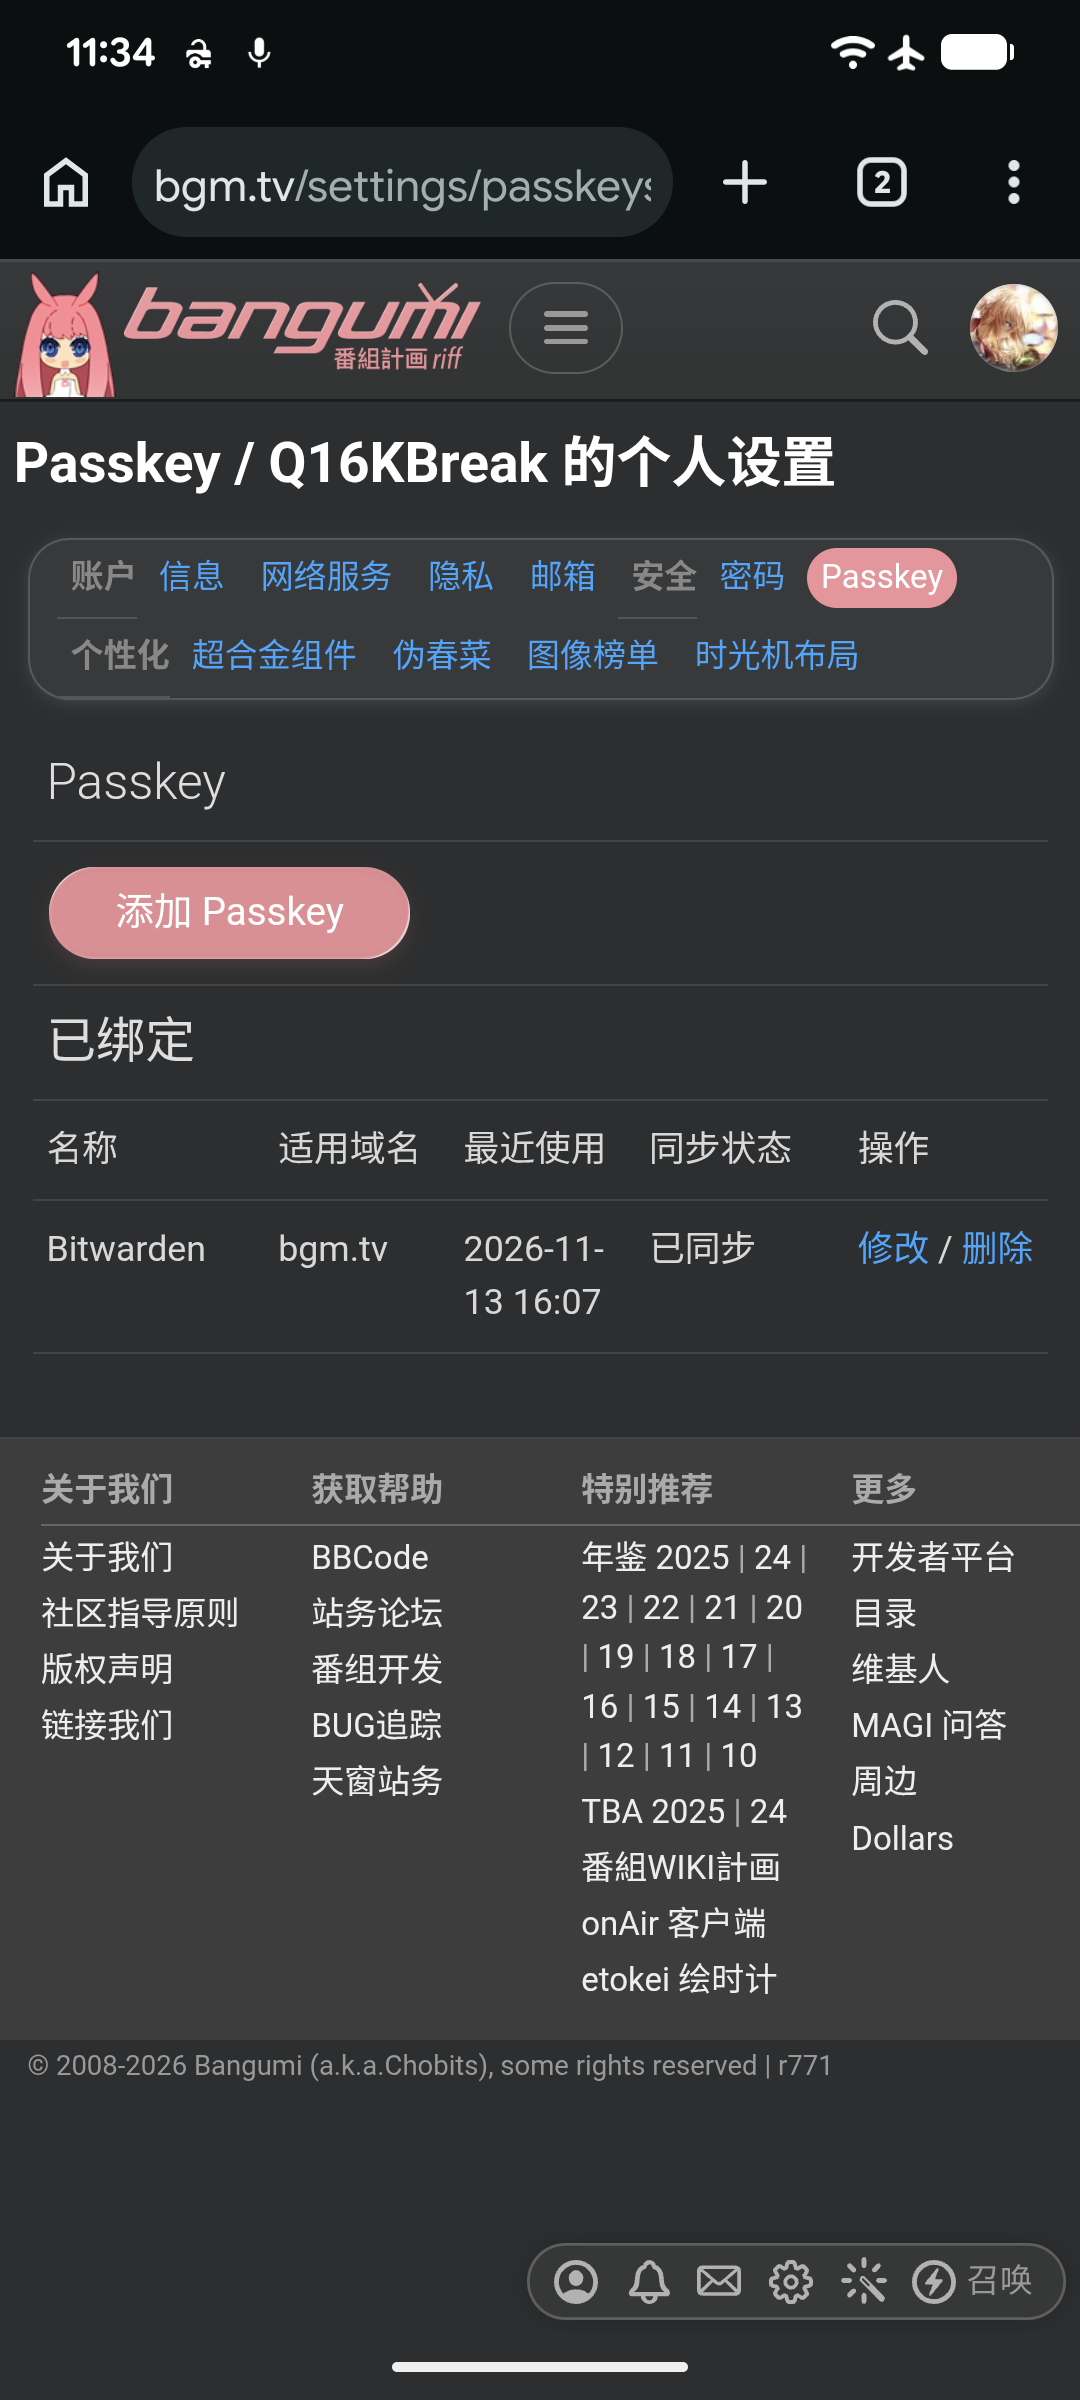 11:34
bgm.tv/settings/passkeys
2
bangumi
番組計画 riff
Passkey / Q16KBreak 的个人设置
账户 信息 网络服务 隐私 邮箱 安全 密码 Passkey
个性化 超合金组件 伪春菜 图像榜单 时光机布局
Passkey
添加 Passkey
已绑定
名称 适用域名 最近使用 同步状态 操作
Bitwarden bgm.tv 2026-11- 已同步 修改 / 删除
13 16:07
关于我们
关于我们
社区指导原则
版权声明
链接我们
获取帮助
BBCode
站务论坛
番组开发
BUG追踪
天窗站务
特别推荐
年鉴 2025 | 24 |
23 | 22 | 21 | 20
| 19 | 18 | 17 |
16 | 15 | 14 | 13
| 12 | 11 | 10
TBA 2025 | 24
番組WIKI計画
onAir 客户端
etokei 绘时计
更多
开发者平台
目录
维基人
MAGI 问答
周边
Dollars
© 2008-2026 Bangumi (a.k.a.Chobits), some rights reserved | r771
召唤